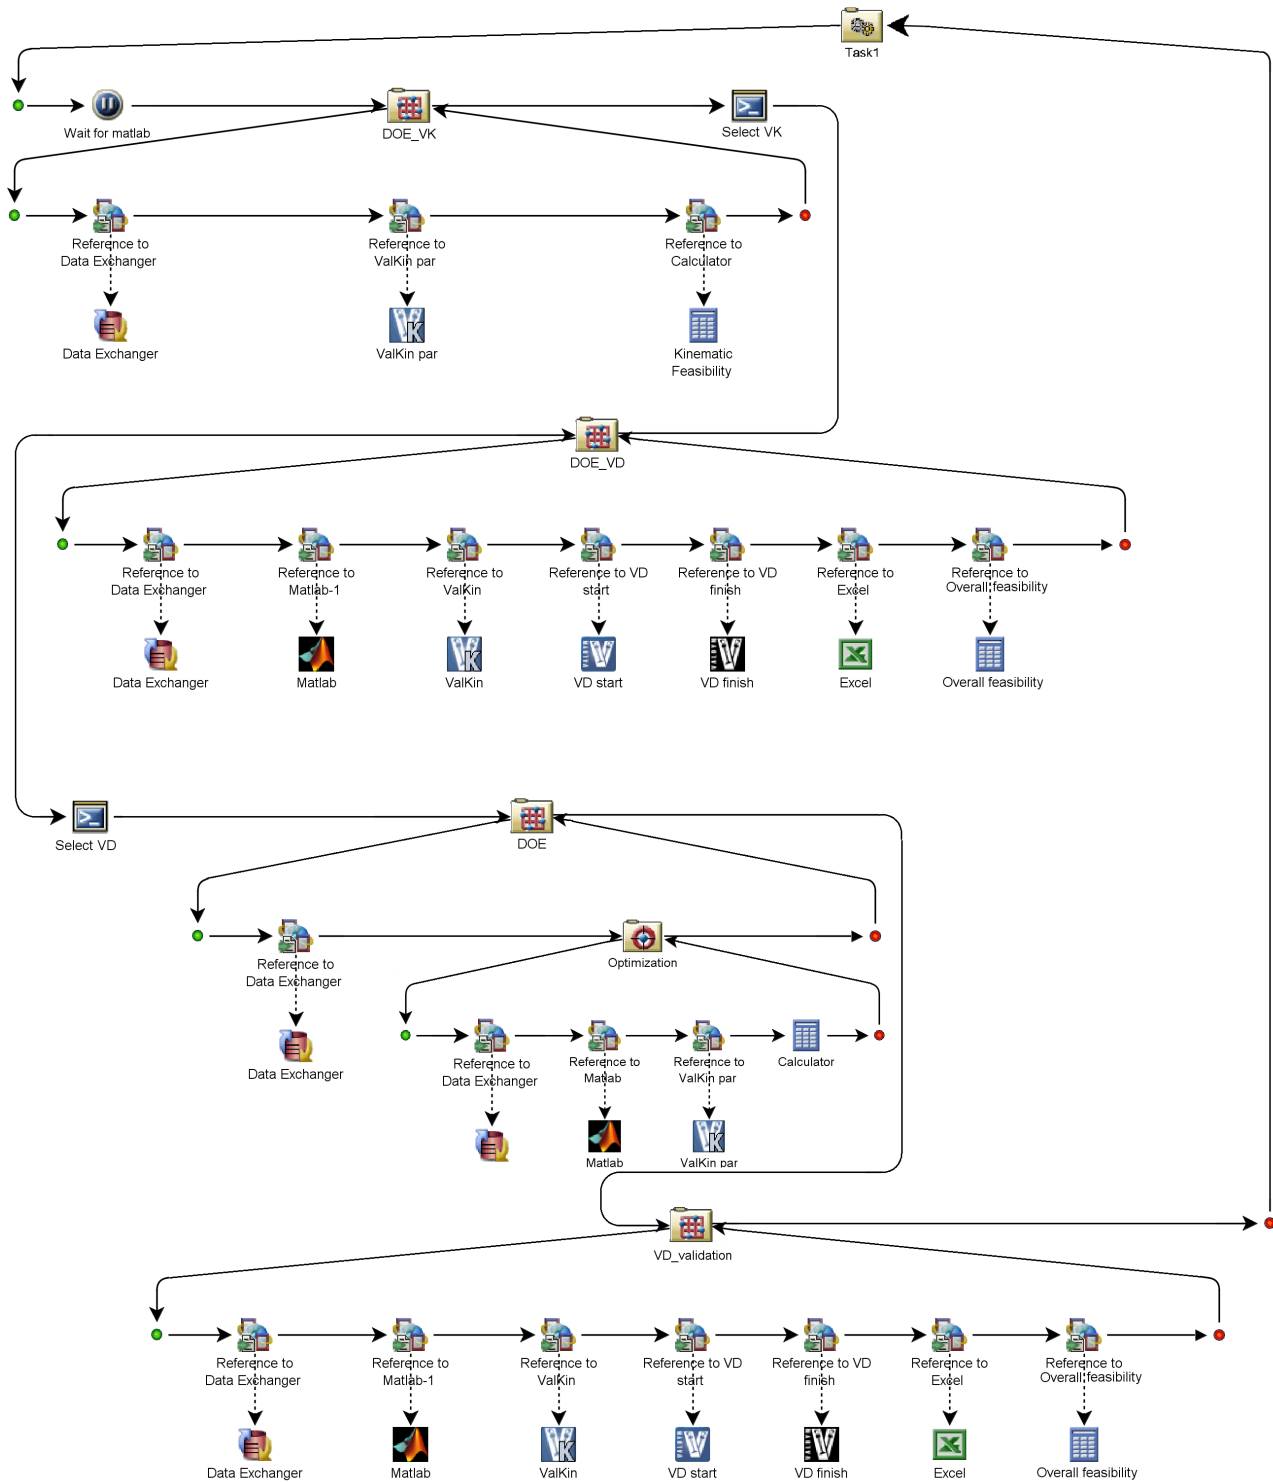 Task1
Wait for matlab
DOE_VK
Select VK
Reference to
Data Exchanger
Reference to
ValKin par
Reference to
Calculator
Data Exchanger
ValKin par
Kinematic
Feasibility
DOE_VD
Reference to
Data Exchanger
Reference to
Matlab-1
Reference to
ValKin
Reference to VD
start
Reference to VD
finish
Reference to
Excel
Reference to
Overall feasibility
Data Exchanger
Matlab
ValKin
VD start
VD finish
Excel
Overall feasibility
Select VD
DOE
Reference to
Data Exchanger
Optimization
Data Exchanger
Reference to
Data Exchanger
Reference to
Matlab
Reference to
ValKin par
Calculator
Matlab
ValKin par
VD_validation
Reference to
Data Exchanger
Reference to
Matlab-1
Reference to
ValKin
Reference to VD
start
Reference to VD
finish
Reference to
Excel
Reference to
Overall feasibility
Data Exchanger
Matlab
ValKin
VD start
VD finish
Excel
Overall feasibility